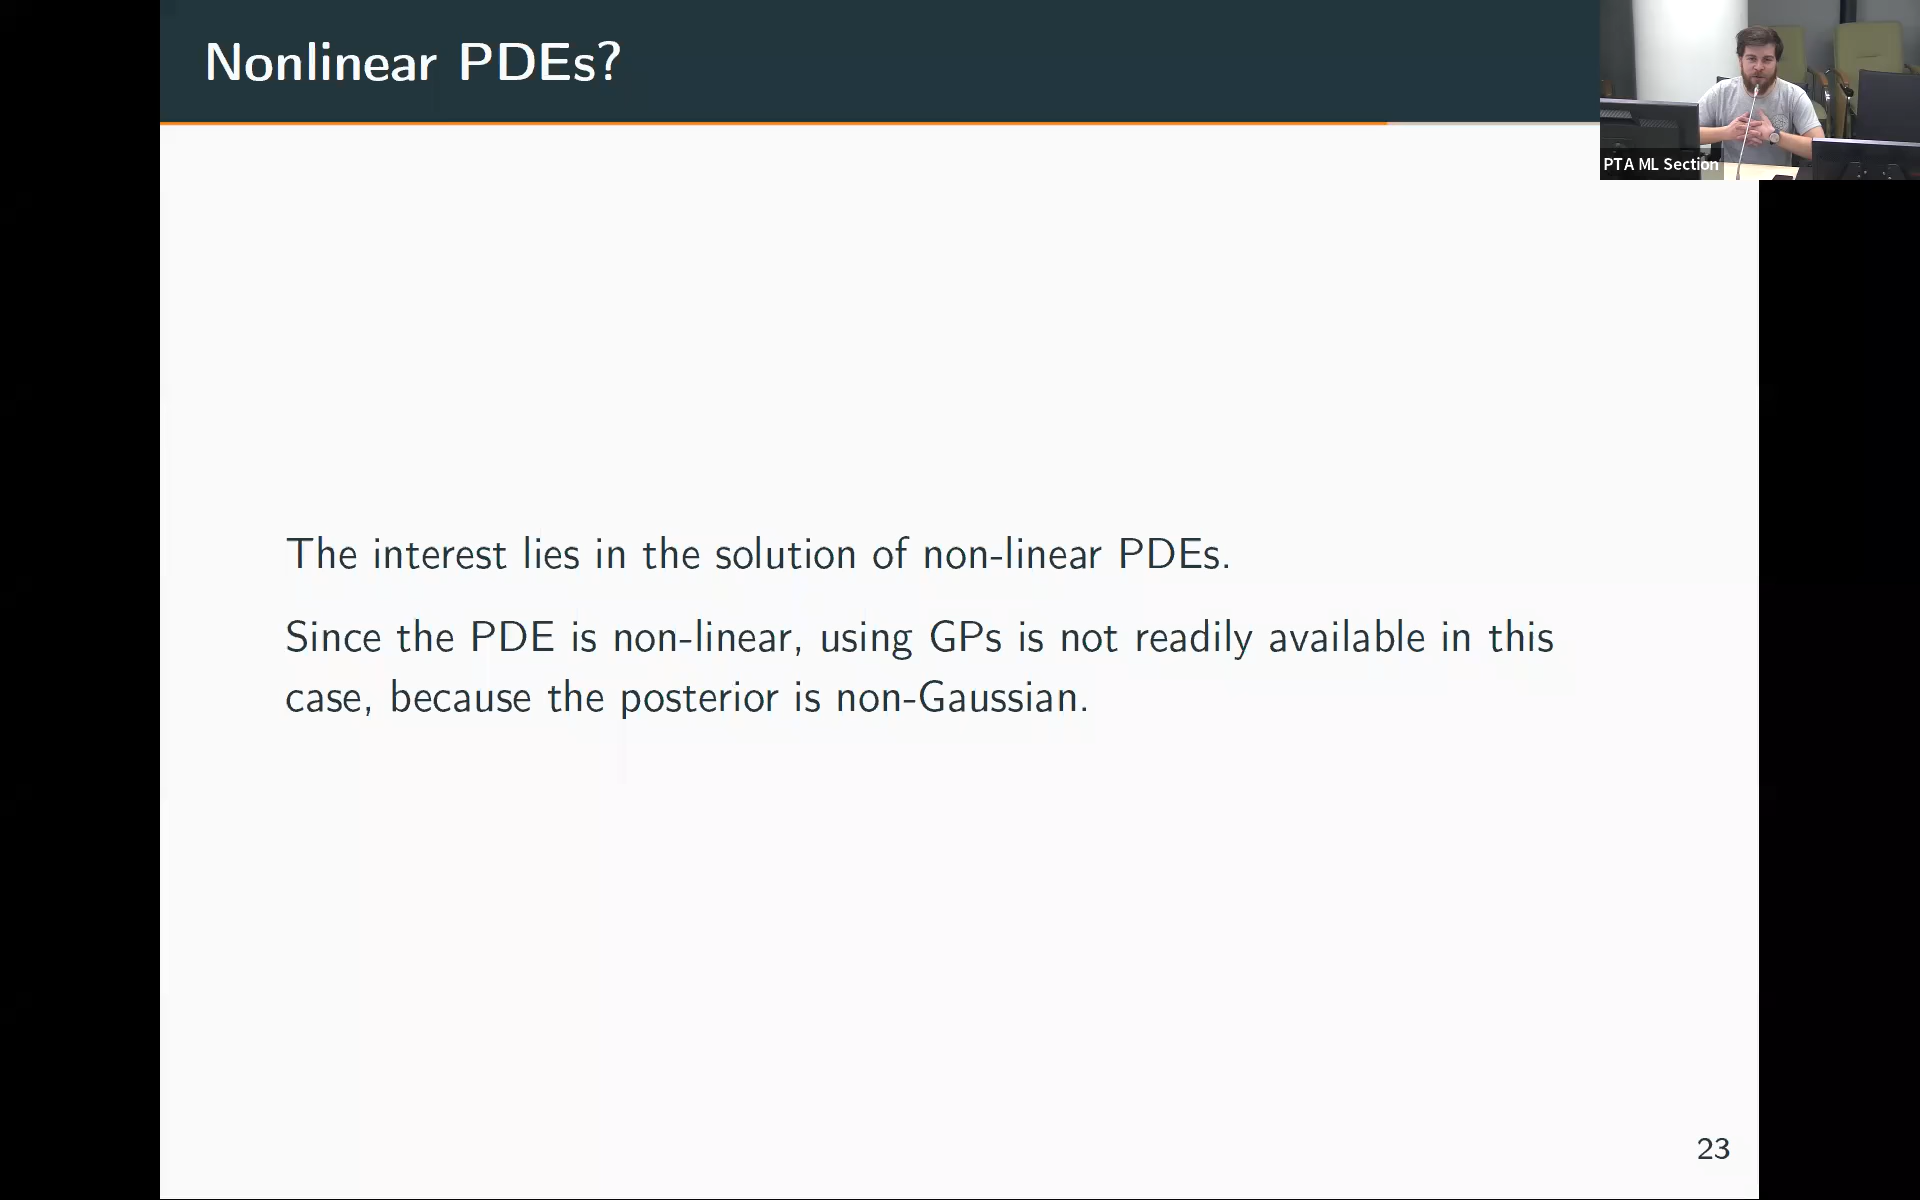 Nonlinear PDEs?
PTA ML Section
The interest lies in the solution of non-linear PDEs.
Since the PDE is non-linear, using GPs is not readily available in this
case, because the posterior is non-Gaussian.
23